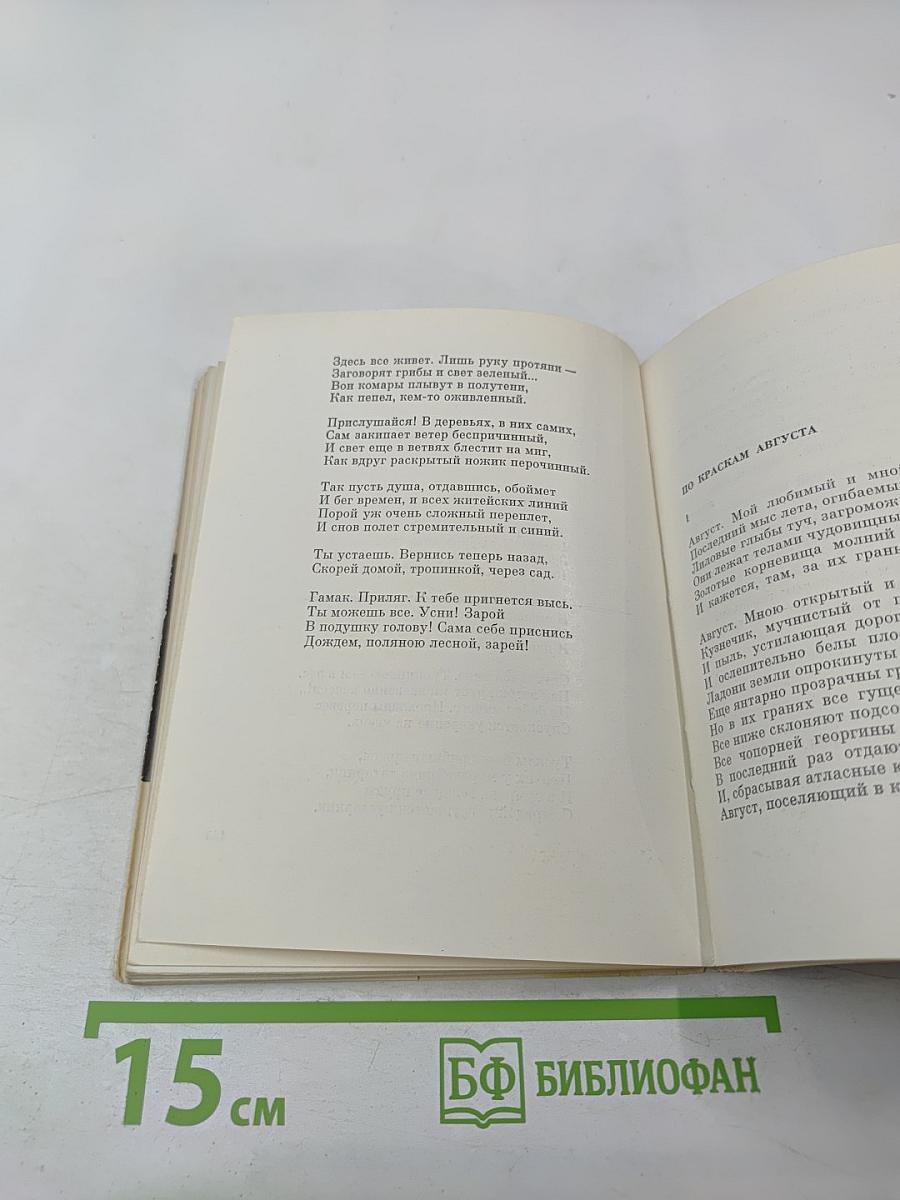 Здесь все живет. Лишь руку протяни —
Заговорят грибы и свет зеленый...
Вон комары плывут в полутени,
Как пепел, кем-то оживленный.
Прислушайся! В деревьях, в них самих,
Сам закипает ветер беспричинный,
И свет еще в ветвях блестит на миг,
Как вдруг раскрытый ножик перочинный.
Так пусть душа, отдавшись, обоймет
И бег времен, и всех житейских линий
Порой уж очень сложный переплет,
И снов полет стремительный и синий.
Ты устаешь. Вернись теперь назад,
Скорей домой, тропинкой, через сад.
Гамак. Приляг. К тебе пригнется высь.
Ты можешь все. Усни! Зарой
В подушку голову! Сама себе приснись
Дождем, поляною лесной, зарей!
ПО КРАСКАМ АВГУСТА
1
Август. Мой любимый и мной
Последний мыс лета, огибаемы
Лиловые глыбы туч, загромож
Они лежат телами чудовищны
Золотые корневища молний
И кажется, там, за их грань
Август. Мною открытый и
Кузнечик, мучнистый от п
И пыль, устилающая дорог
И ослепительно белы пло
Ладони земли опрокинуты
Еще янтарно прозрачны гр
Но в их гранях все гуще
Все ниже склоняют подсо
Все чопорней георгины
В последний раз отдаю
И, сбрасывая атласные к
Август, поселяющий в к
15 см
БФ БИБЛИОФАН